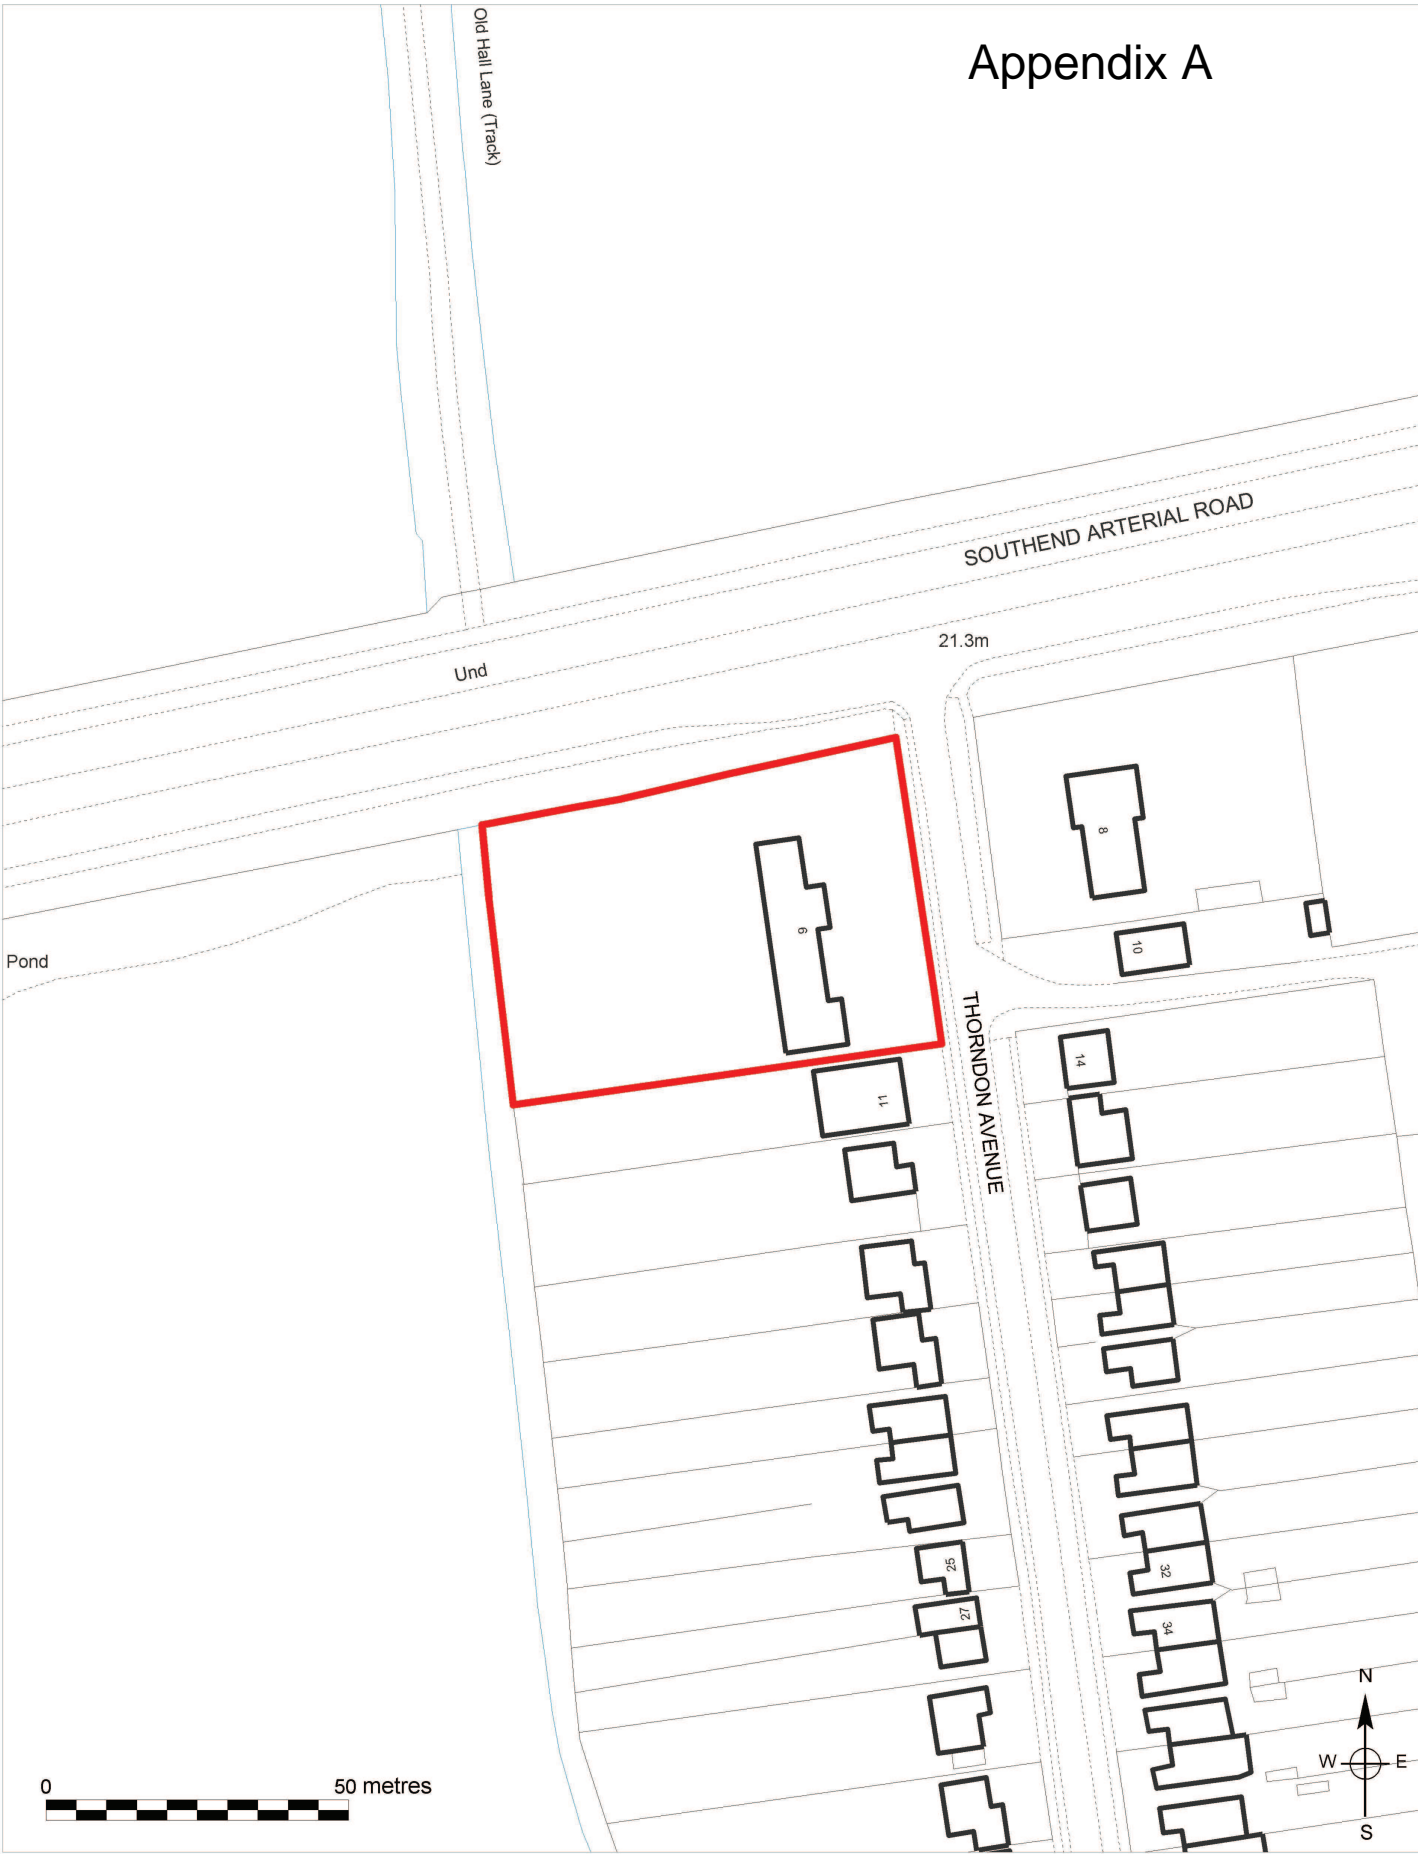 Appendix A
Old Hall Lane (Track)
SOUTHEND ARTERIAL ROAD
21.3m
Und
8
9
10
Pond
THORNDON AVENUE
14
11
25
32
27
34
N
W E
S
0 50 metres